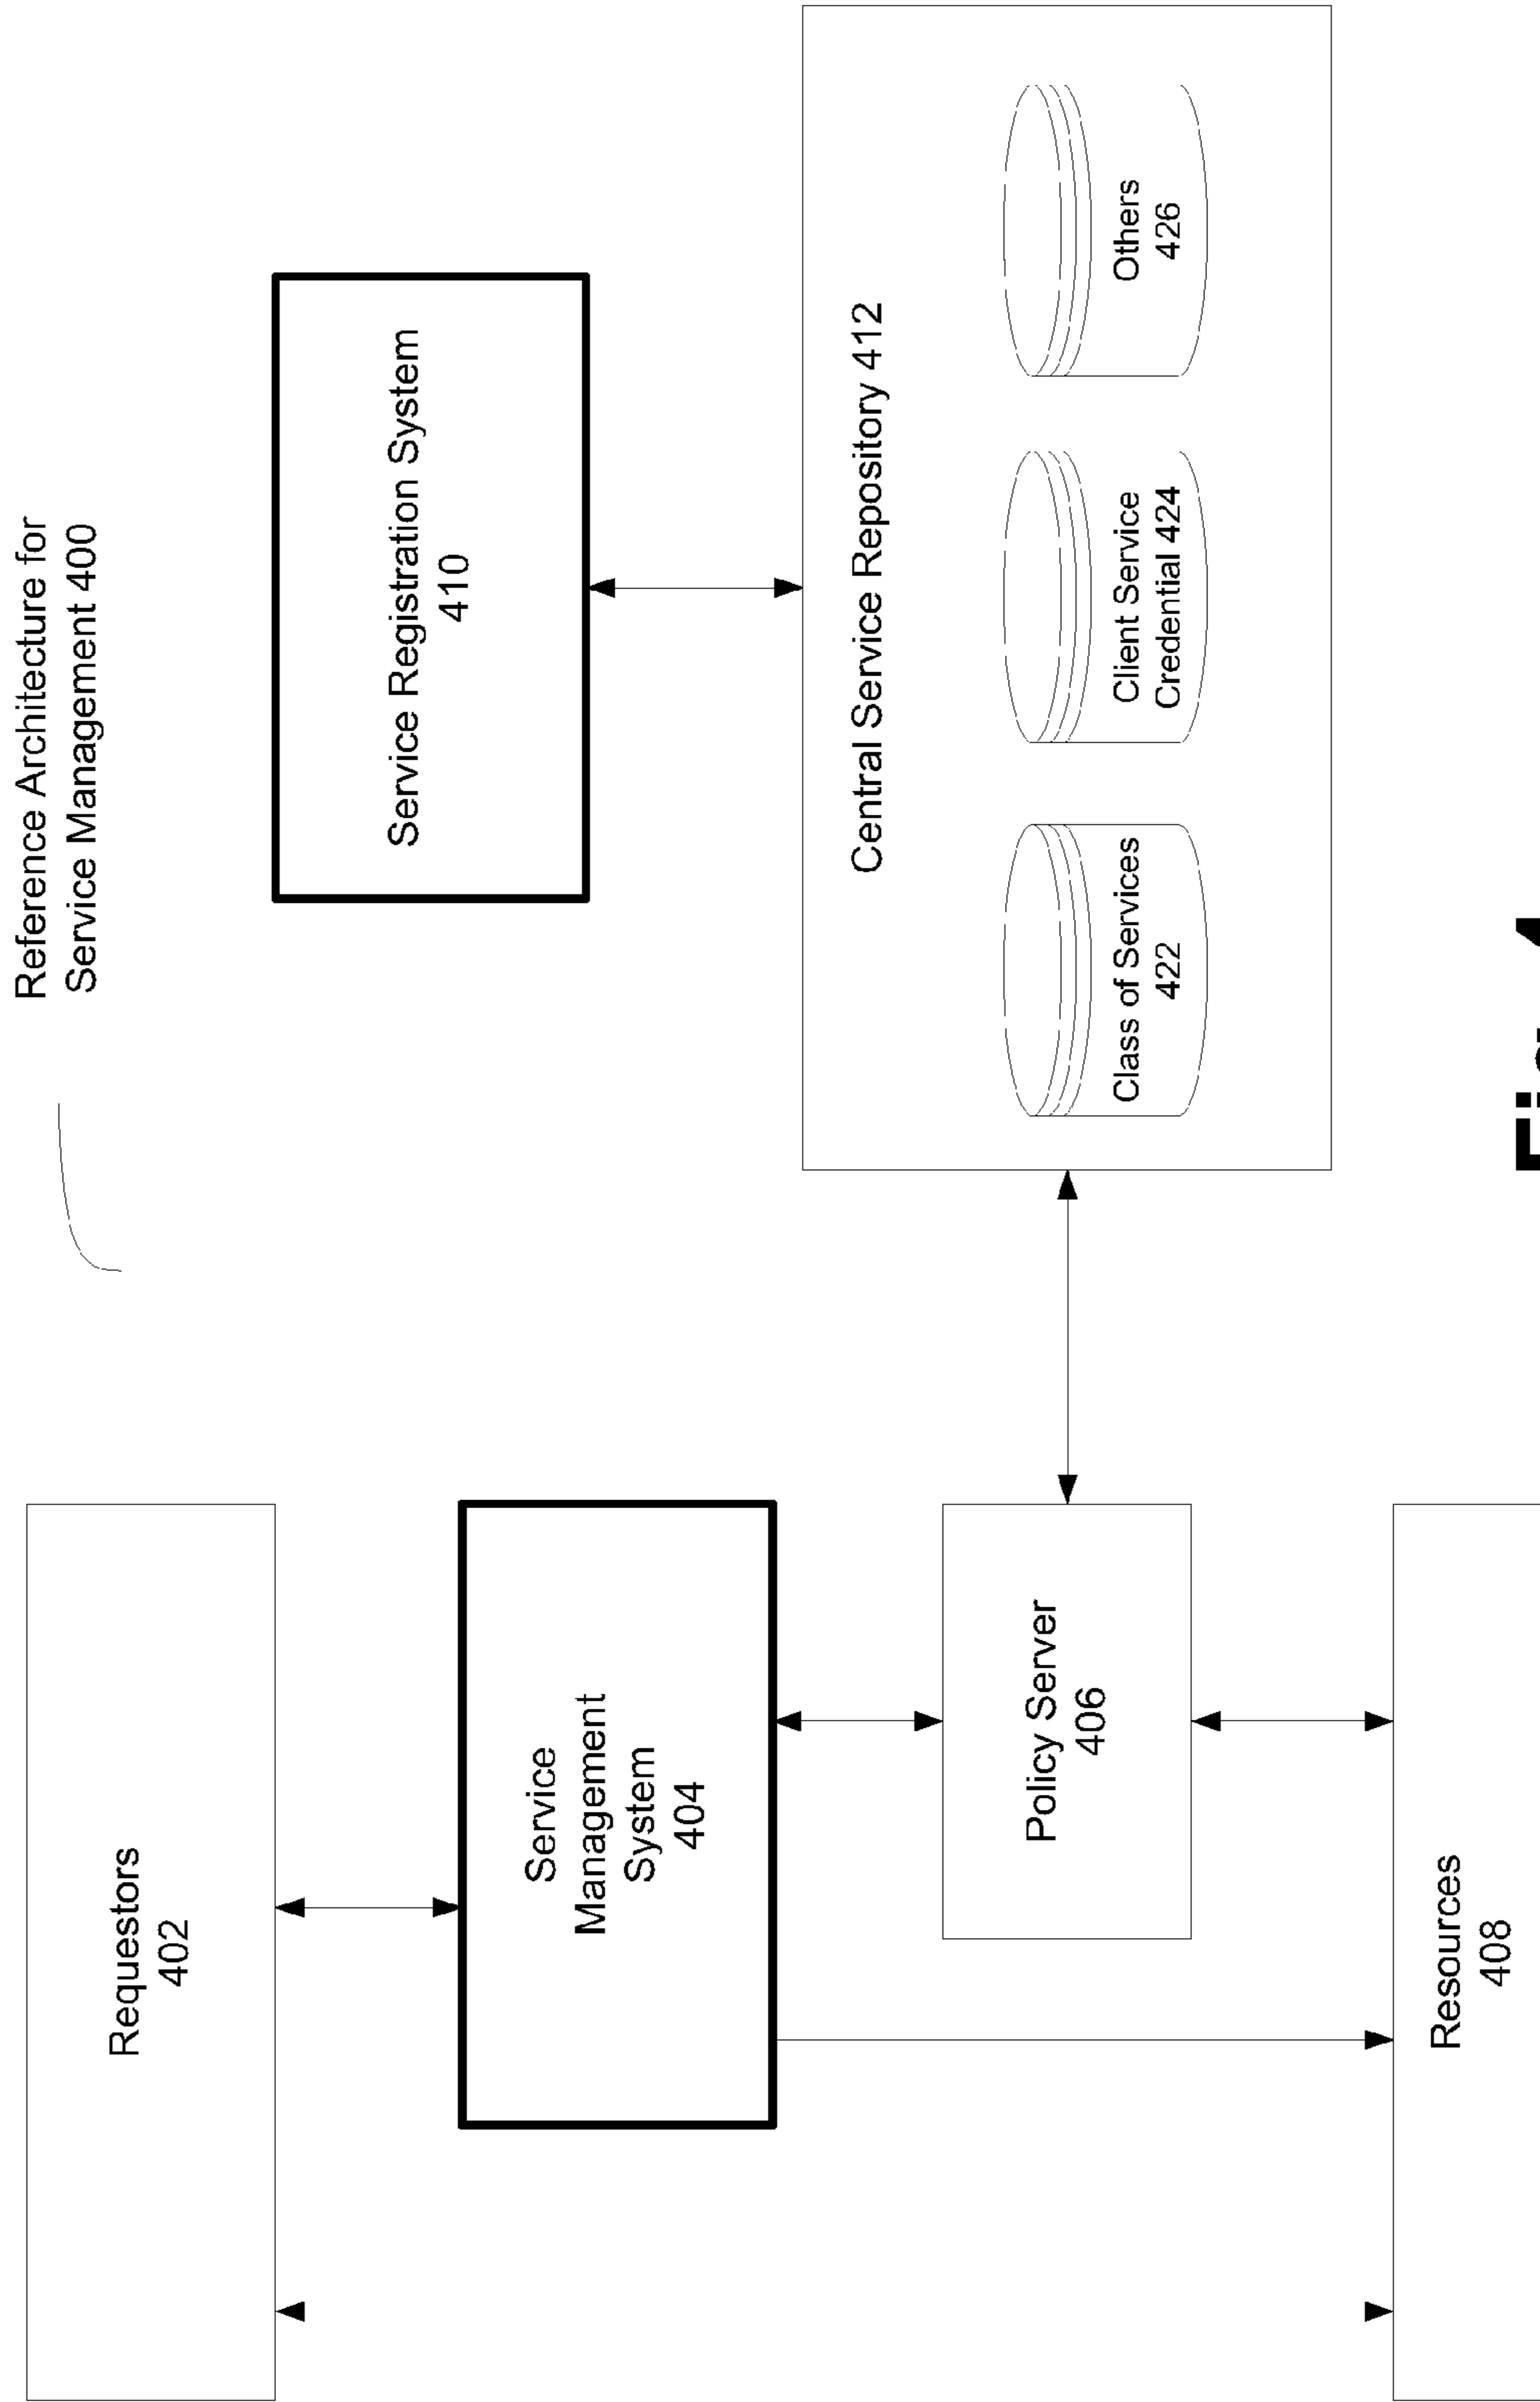 Reference Architecture for
Service Management 400
Requestors
402
Service
Management
System
404
Policy Server
406
Resources
408
Service Registration System
410
Central Service Repository 412
Class of Services
422
Client Service
Credential 424
Others
426